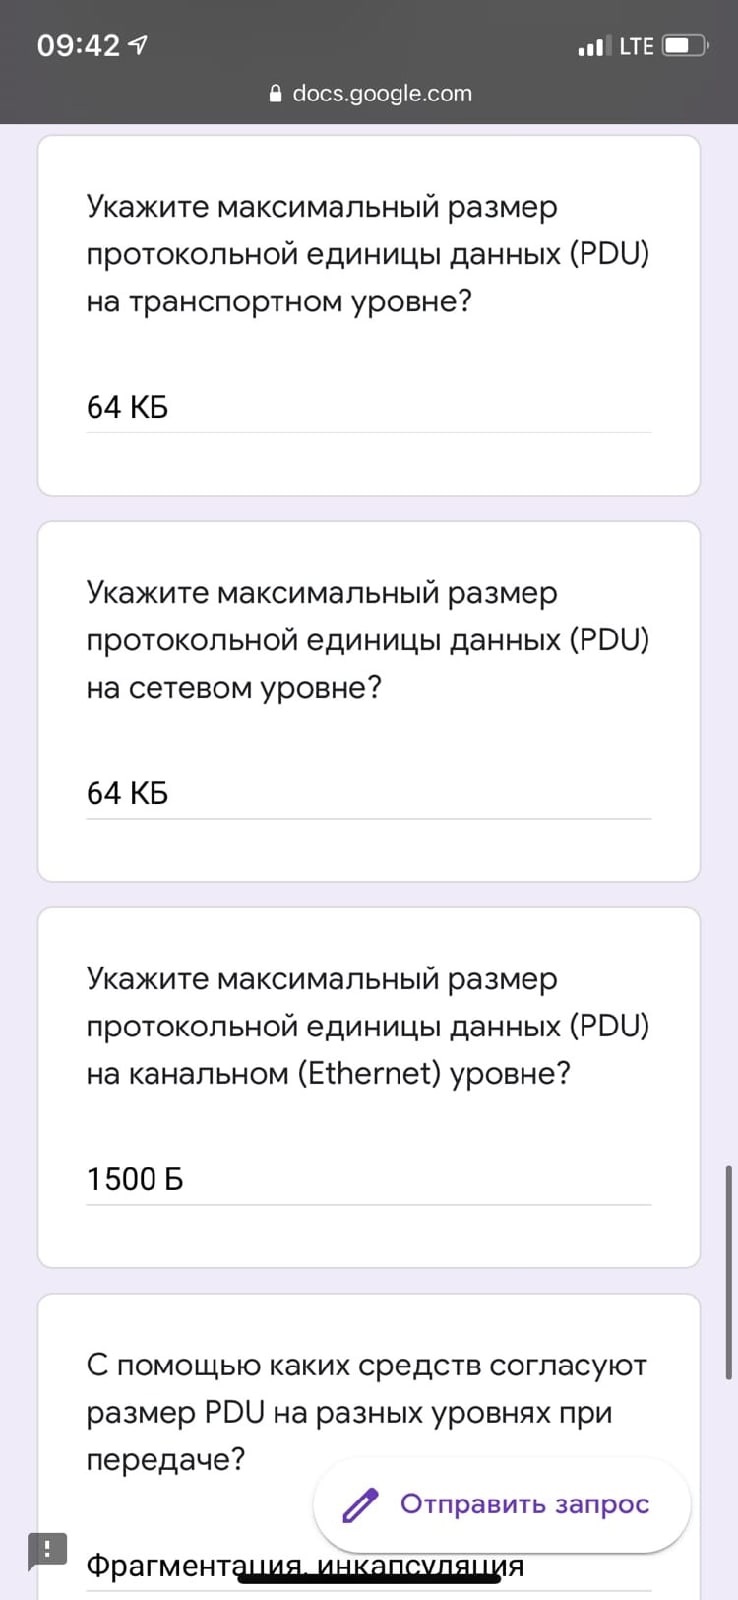 09:42
LTE
docs.google.com
Укажите максимальный размер
протокольной единицы данных (PDU)
на транспортном уровне?
64 КБ
Укажите максимальный размер
протокольной единицы данных (PDU)
на сетевом уровне?
64 КБ
Укажите максимальный размер
протокольной единицы данных (PDU)
на канальном (Ethernet) уровне?
1500 Б
С помощью каких средств согласуют
размер PDU на разных уровнях при
передаче?
Отправить запрос
Фрагментация, инкапсуляция